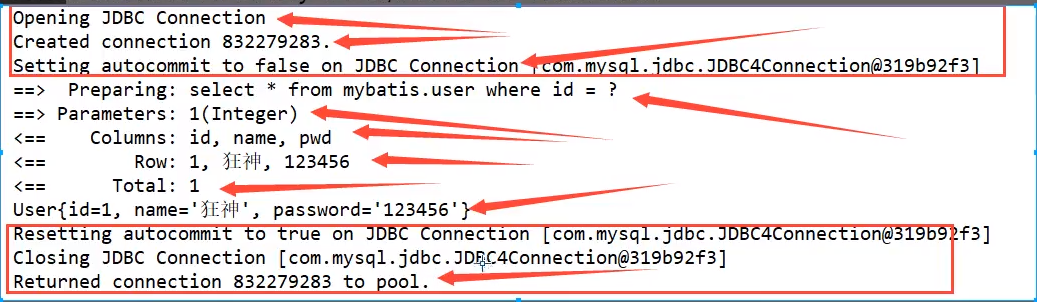 Opening JDBC Connection
Created connection 832279283.
Setting autocommit to false on JDBC Connection [com.mysql.jdbc.JDBC4Connection@319b92f3]
==>  Preparing: select * from mybatis.user where id = ?
==> Parameters: 1(Integer)
<==    Columns: id, name, pwd
<==        Row: 1, 狂神, 123456
<==      Total: 1
User{id=1, name='狂神', password='123456'}
Resetting autocommit to true on JDBC Connection [com.mysql.jdbc.JDBC4Connection@319b92f3]
Closing JDBC Connection [com.mysql.jdbc.JDBC4Connection@319b92f3]
Returned connection 832279283 to pool.